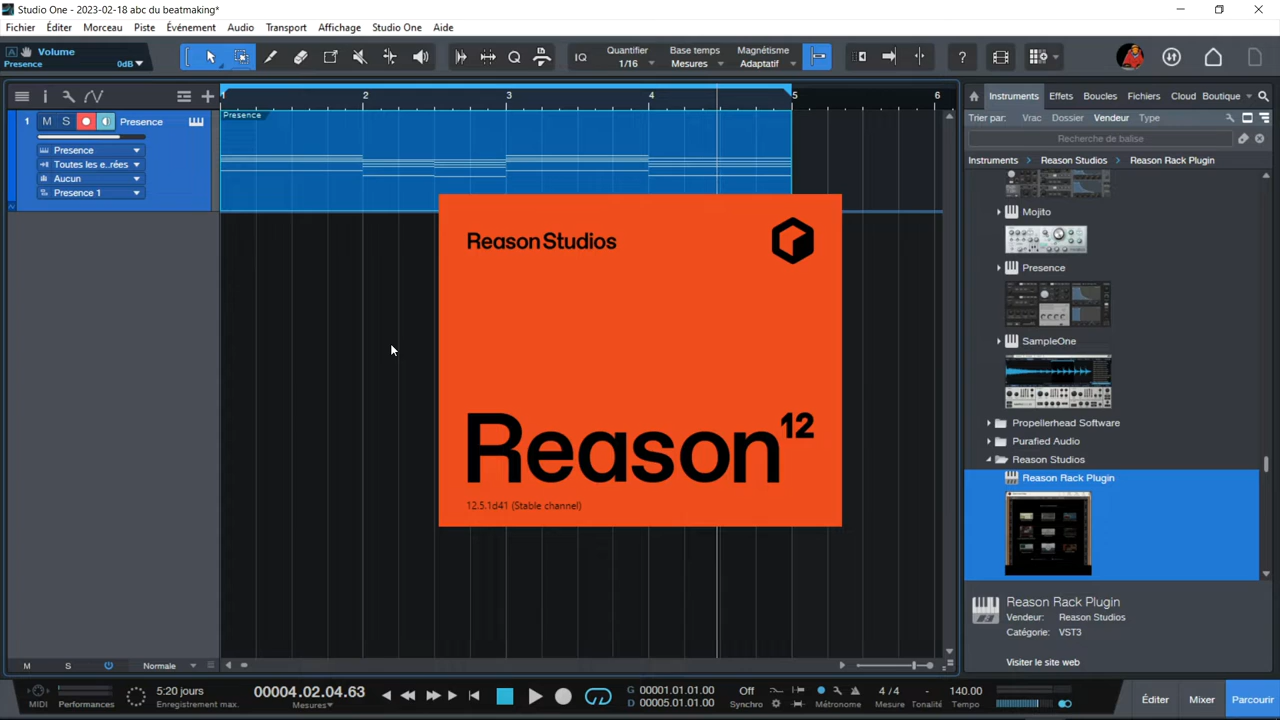 Studio One - 2023-02-18 abc du beatmaking*
Fichier Éditer Morceau Piste Événement Audio Transport Affichage Studio One Aide
A Volume
Presence 0dB
IQ
Quantifier
1/16
Base temps
Mesures
Magnétisme
Adaptatif
?
1 2 3 4 5 6
Instruments Effets Boucles Fichiers Cloud Boutique
Trier par: Vrac Dossier Vendeur Type
Recherche de balise
Instruments Reason Studios Reason Rack Plugin
1 M S Presence
Presence
Toutes les e..rées
Aucun
Presence 1
Presence
Mojito
Presence
SampleOne
Propellerhead Software
Purafied Audio
Reason Studios
Reason Rack Plugin
Reason Studios
Reason 12
12.5.1d41 (Stable channel)
Reason Rack Plugin
Vendeur: Reason Studios
Catégorie: VST3
Visiter le site web
M S Normale
MIDI
Performances
5:20 jours
Enregistrement max.
00004.02.04.63
Mesures
G 00001.01.01.00
D 00005.01.01.00
Off
Synchro
Métronome
4 / 4
Mesure
-
Tonalité
140.00
Tempo
Éditer Mixer Parcourir